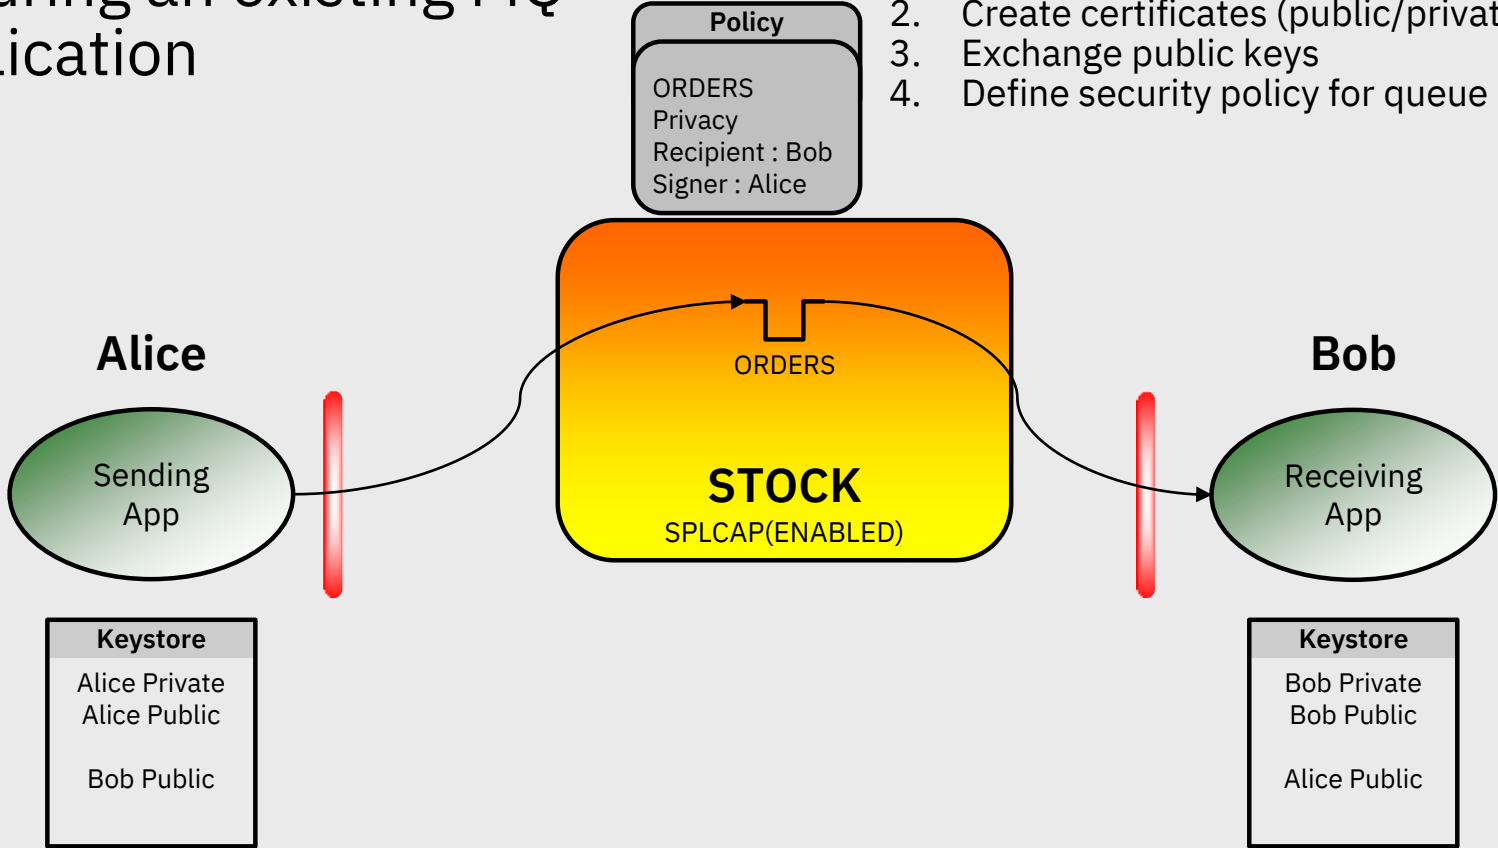 lication
Policy
ORDERS
Privacy
Recipient : Bob
Signer : Alice
2. Create certificates (public/privat
3. Exchange public keys
4. Define security policy for queue
Alice
Sending
App
Keystore
Alice Private
Alice Public
Bob Public
ORDERS
STOCK
SPLCAP(ENABLED)
Bob
Receiving
App
Keystore
Bob Private
Bob Public
Alice Public